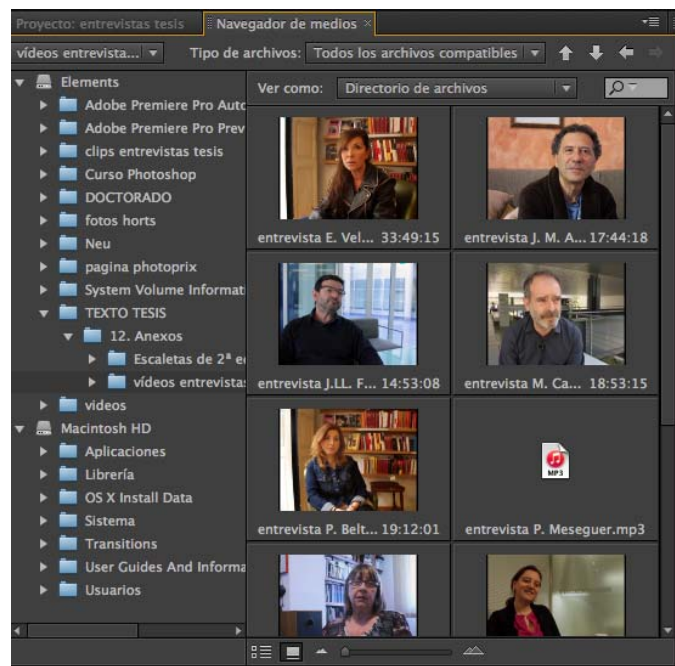 Proyecto: entrevistas tesis
Navegador de medios ×
vídeos entrevista...
Tipo de archivos: Todos los archivos compatibles
Elements
Adobe Premiere Pro Auto
Adobe Premiere Pro Prev
clips entrevistas tesis
Curso Photoshop
DOCTORADO
fotos horts
Neu
pagina photoprix
System Volume Informati
TEXTO TESIS
12. Anexos
Escaletas de 2ª e
vídeos entrevistas
videos
Macintosh HD
Aplicaciones
Librería
OS X Install Data
Sistema
Transitions
User Guides And Informa
Usuarios
Ver como: Directorio de archivos
entrevista E. Vel... 33:49:15
entrevista J. M. A... 17:44:18
entrevista J.LL. F... 14:53:08
entrevista M. Ca... 18:53:15
entrevista P. Belt... 19:12:01
MP3
entrevista P. Meseguer.mp3